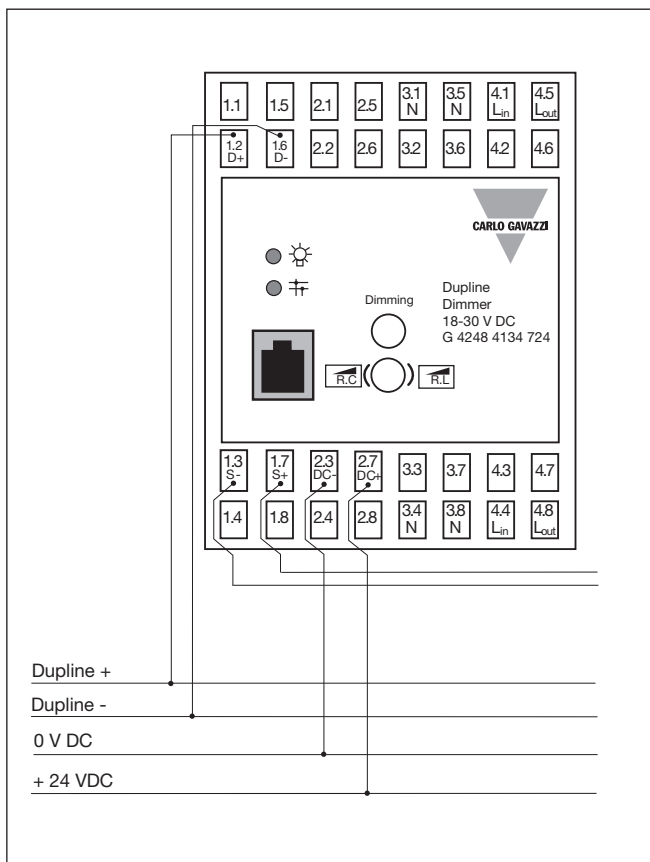 1.1 1.5 2.1 2.5 3.1 3.5 4.1 4.5
N N Lin Lout
1.2 1.6 2.2 2.6 3.2 3.6 4.2 4.6
D+ D-
CARLO GAVAZZI
Dupline
Dimmer
18-30 V DC
G 4248 4134 724
Dimming
R.C R.L
1.3 1.7 2.3 2.7 3.3 3.7 4.3 4.7
S- S+ DC- DC+
1.4 1.8 2.4 2.8 3.4 3.8 4.4 4.8
N N Lin Lout
Dupline +
Dupline -
0 V DC
+ 24 VDC